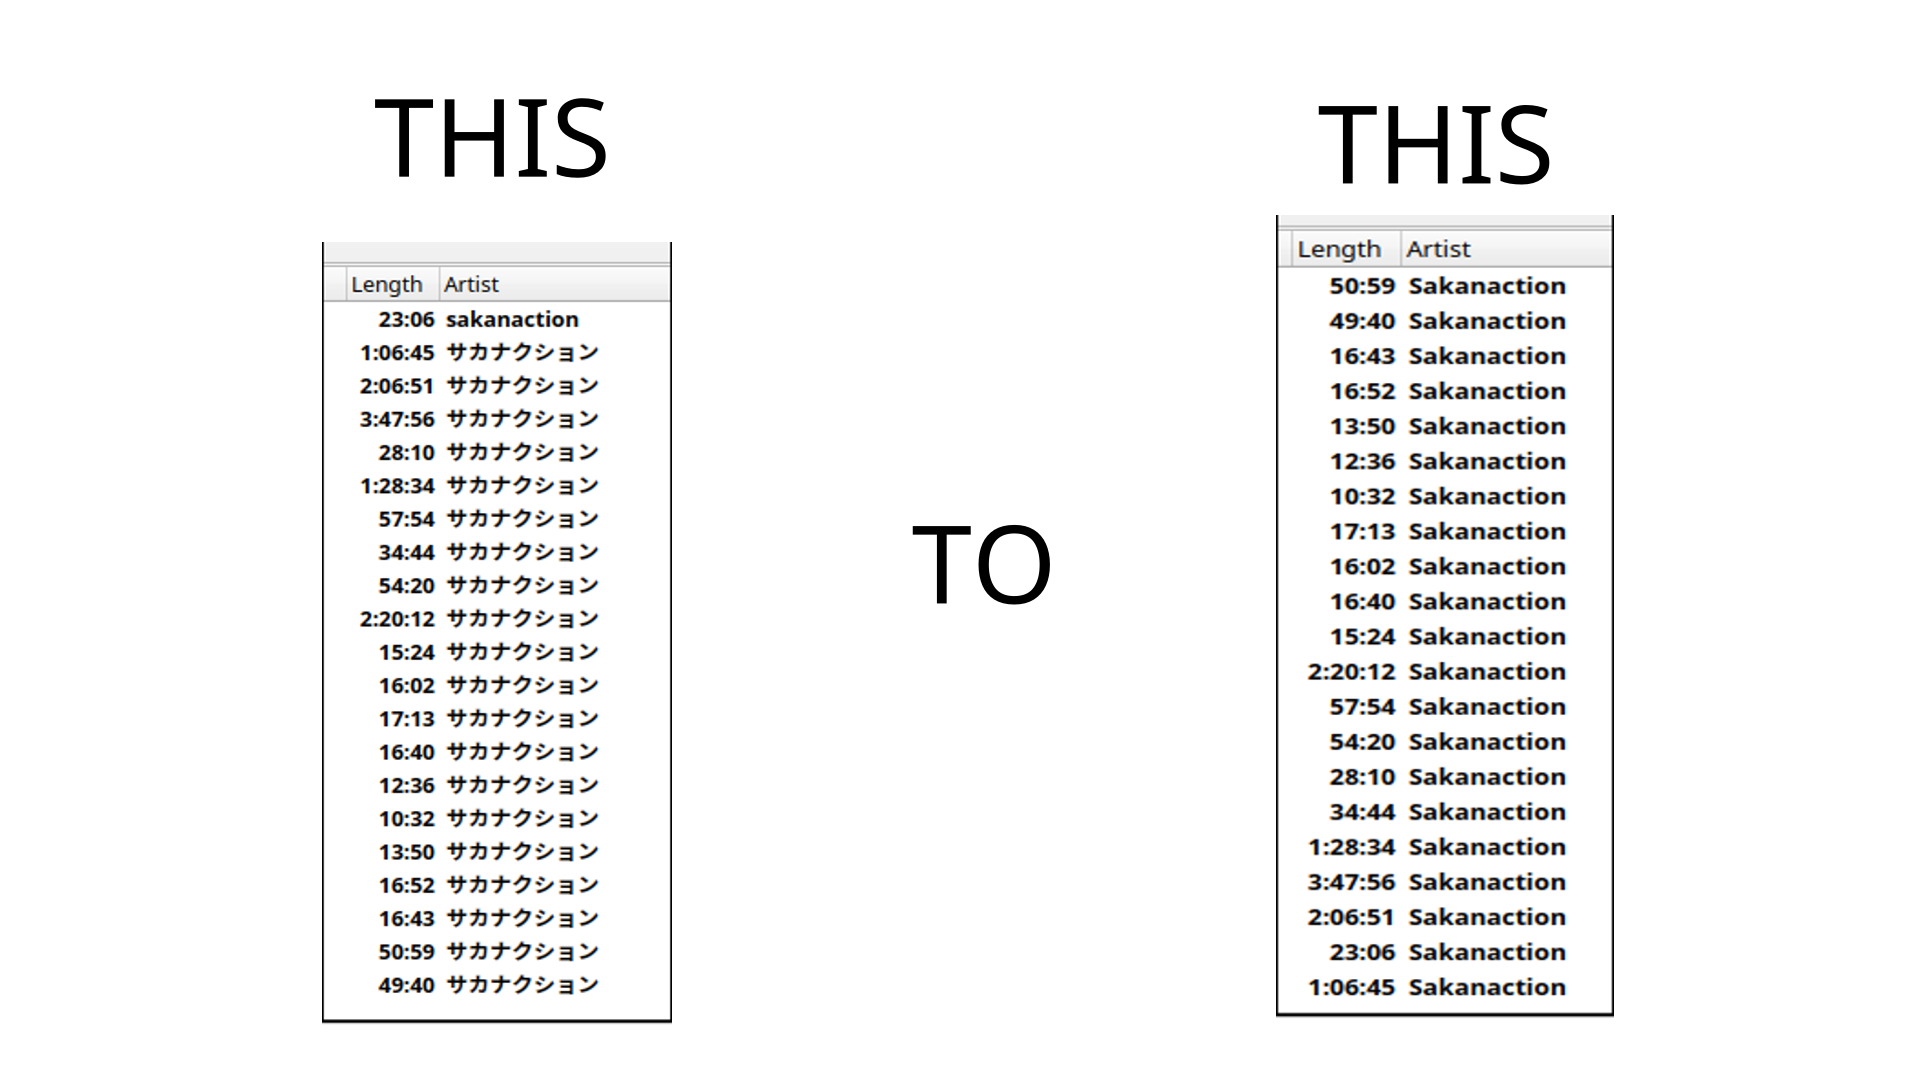 THIS
Length Artist
23:06 sakanaction
1:06:45 サカナクション
2:06:51 サカナクション
3:47:56 サカナクション
28:10 サカナクション
1:28:34 サカナクション
57:54 サカナクション
34:44 サカナクション
54:20 サカナクション
2:20:12 サカナクション
15:24 サカナクション
16:02 サカナクション
17:13 サカナクション
16:40 サカナクション
12:36 サカナクション
10:32 サカナクション
13:50 サカナクション
16:52 サカナクション
16:43 サカナクション
50:59 サカナクション
49:40 サカナクション
TO
THIS
Length Artist
50:59 Sakanaction
49:40 Sakanaction
16:43 Sakanaction
16:52 Sakanaction
13:50 Sakanaction
12:36 Sakanaction
10:32 Sakanaction
17:13 Sakanaction
16:02 Sakanaction
16:40 Sakanaction
15:24 Sakanaction
2:20:12 Sakanaction
57:54 Sakanaction
54:20 Sakanaction
28:10 Sakanaction
34:44 Sakanaction
1:28:34 Sakanaction
3:47:56 Sakanaction
2:06:51 Sakanaction
23:06 Sakanaction
1:06:45 Sakanaction